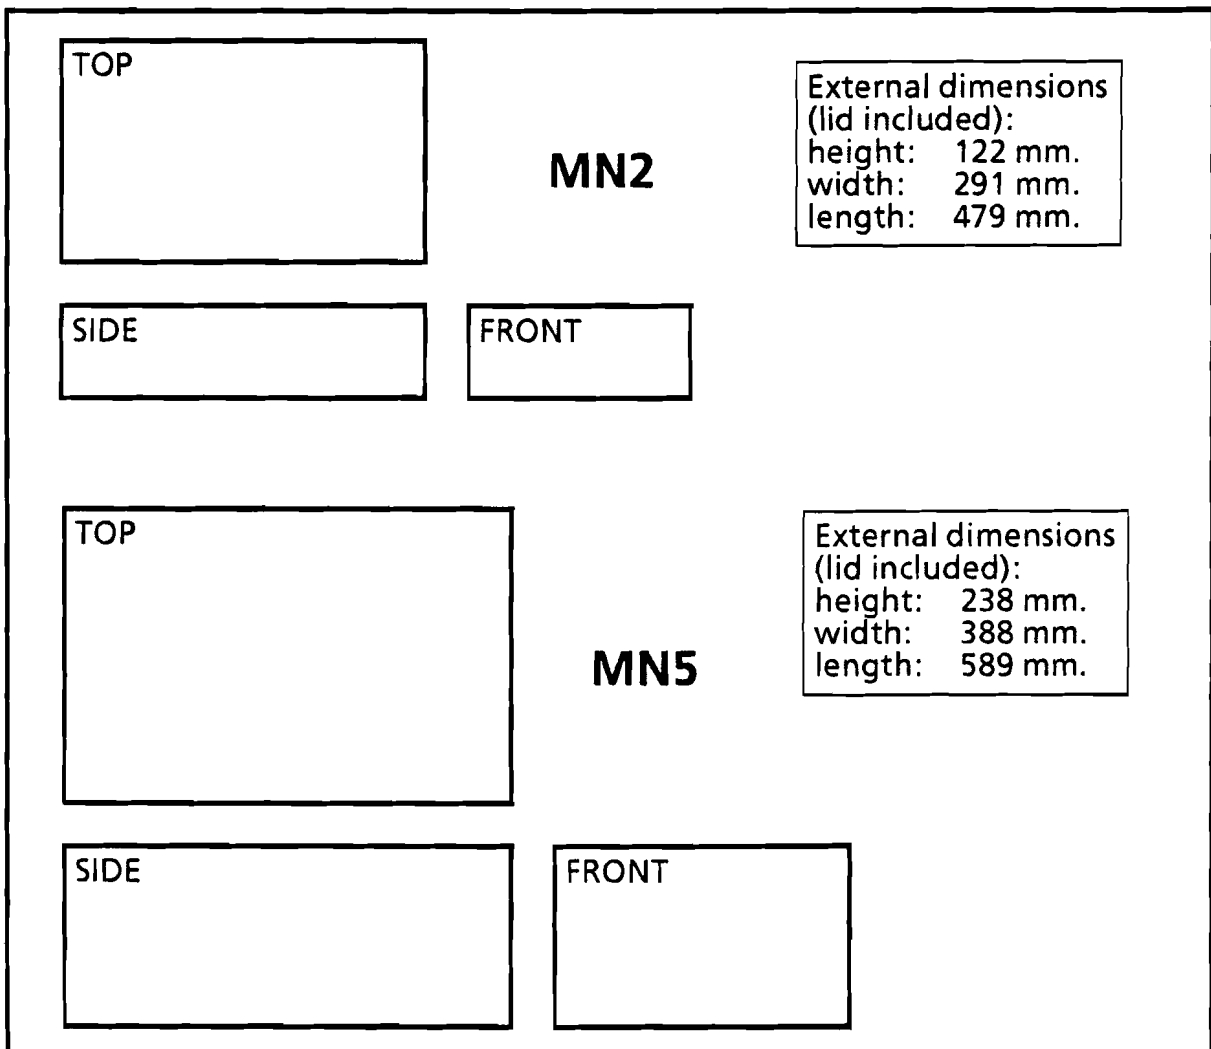 TOP
MN2
External dimensions
(lid included):
height: 122 mm.
width: 291 mm.
length: 479 mm.
SIDE
FRONT
TOP
MN5
External dimensions
(lid included):
height: 238 mm.
width: 388 mm.
length: 589 mm.
SIDE
FRONT